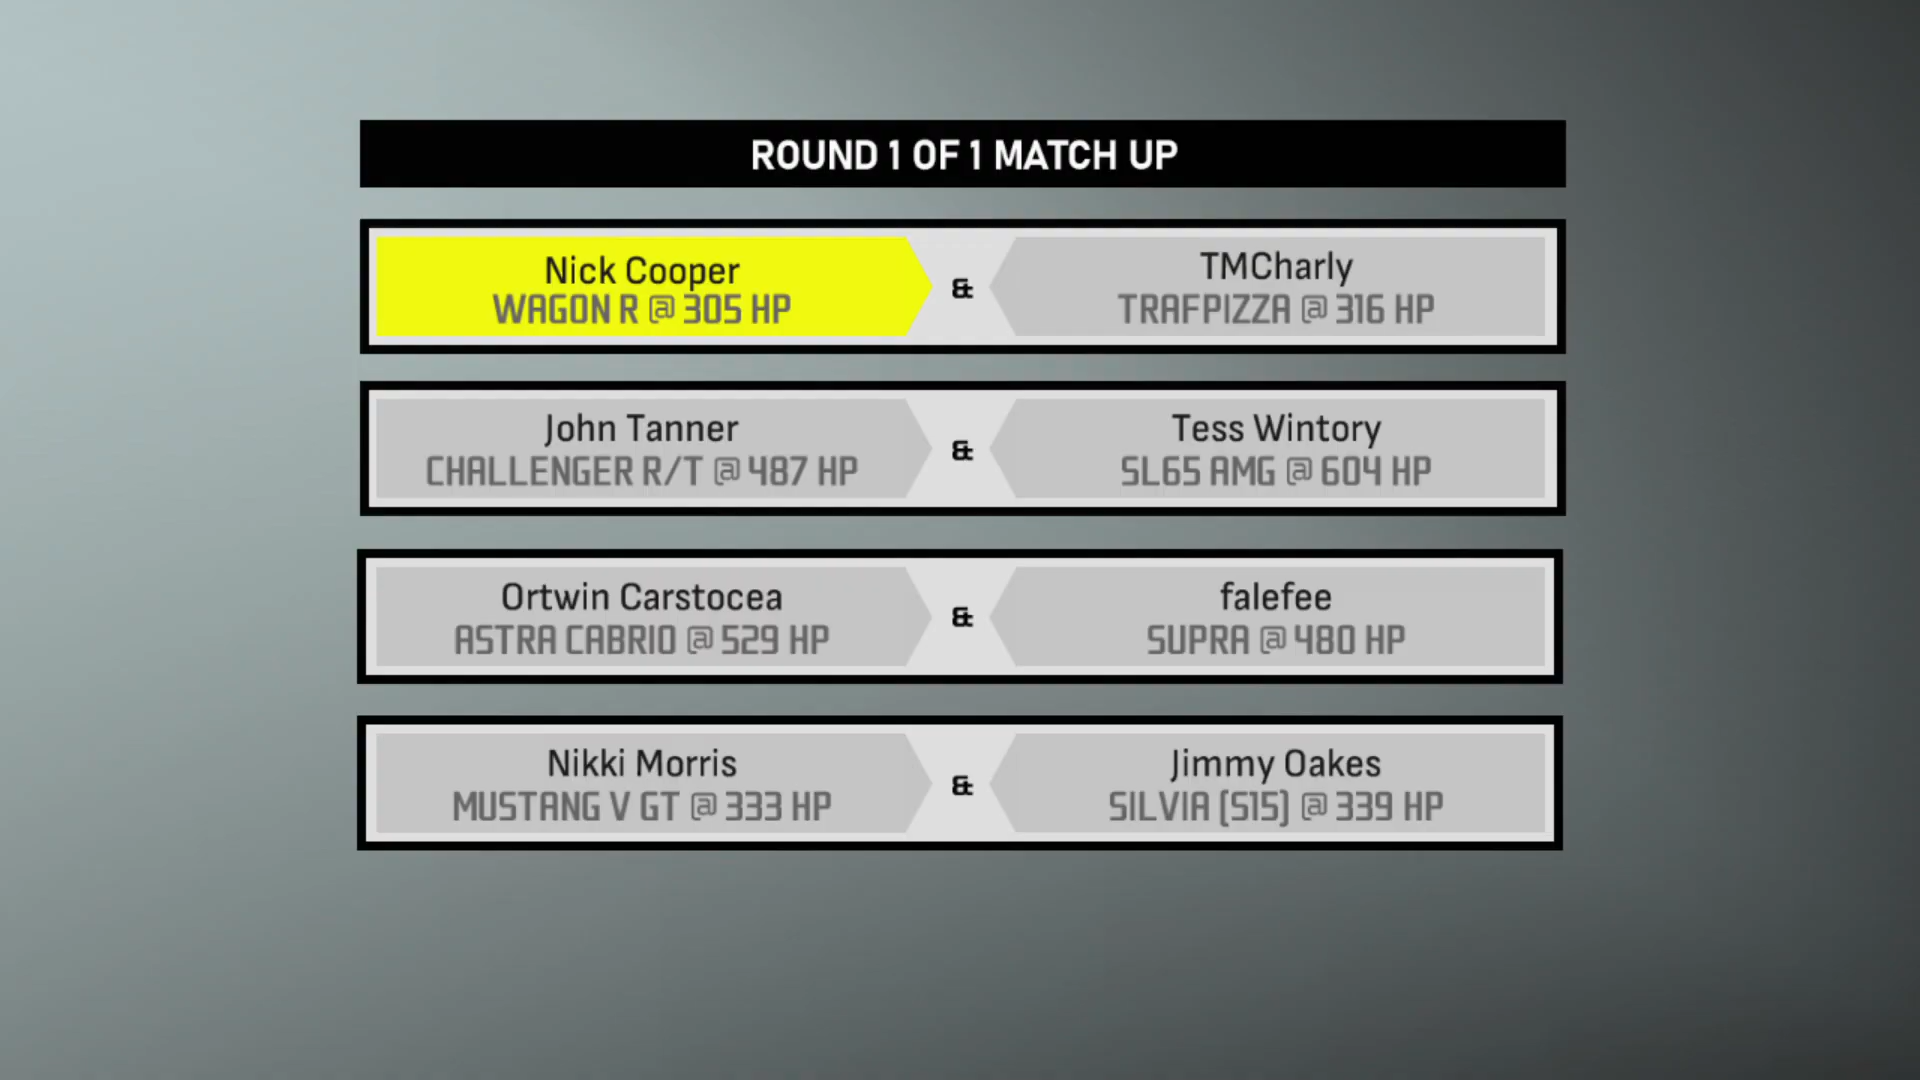 ROUND 1 OF 1 MATCH UP
Nick Cooper
WAGON R @ 305 HP
&
TMCharly
TRAFPIZZA @ 316 HP
John Tanner
CHALLENGER R/T @ 487 HP
&
Tess Wintory
SL65 AMG @ 604 HP
Ortwin Carstocea
ASTRA CABRIO @ 529 HP
&
falefee
SUPRA @ 480 HP
Nikki Morris
MUSTANG V GT @ 333 HP
&
Jimmy Oakes
SILVIA (S15) @ 339 HP